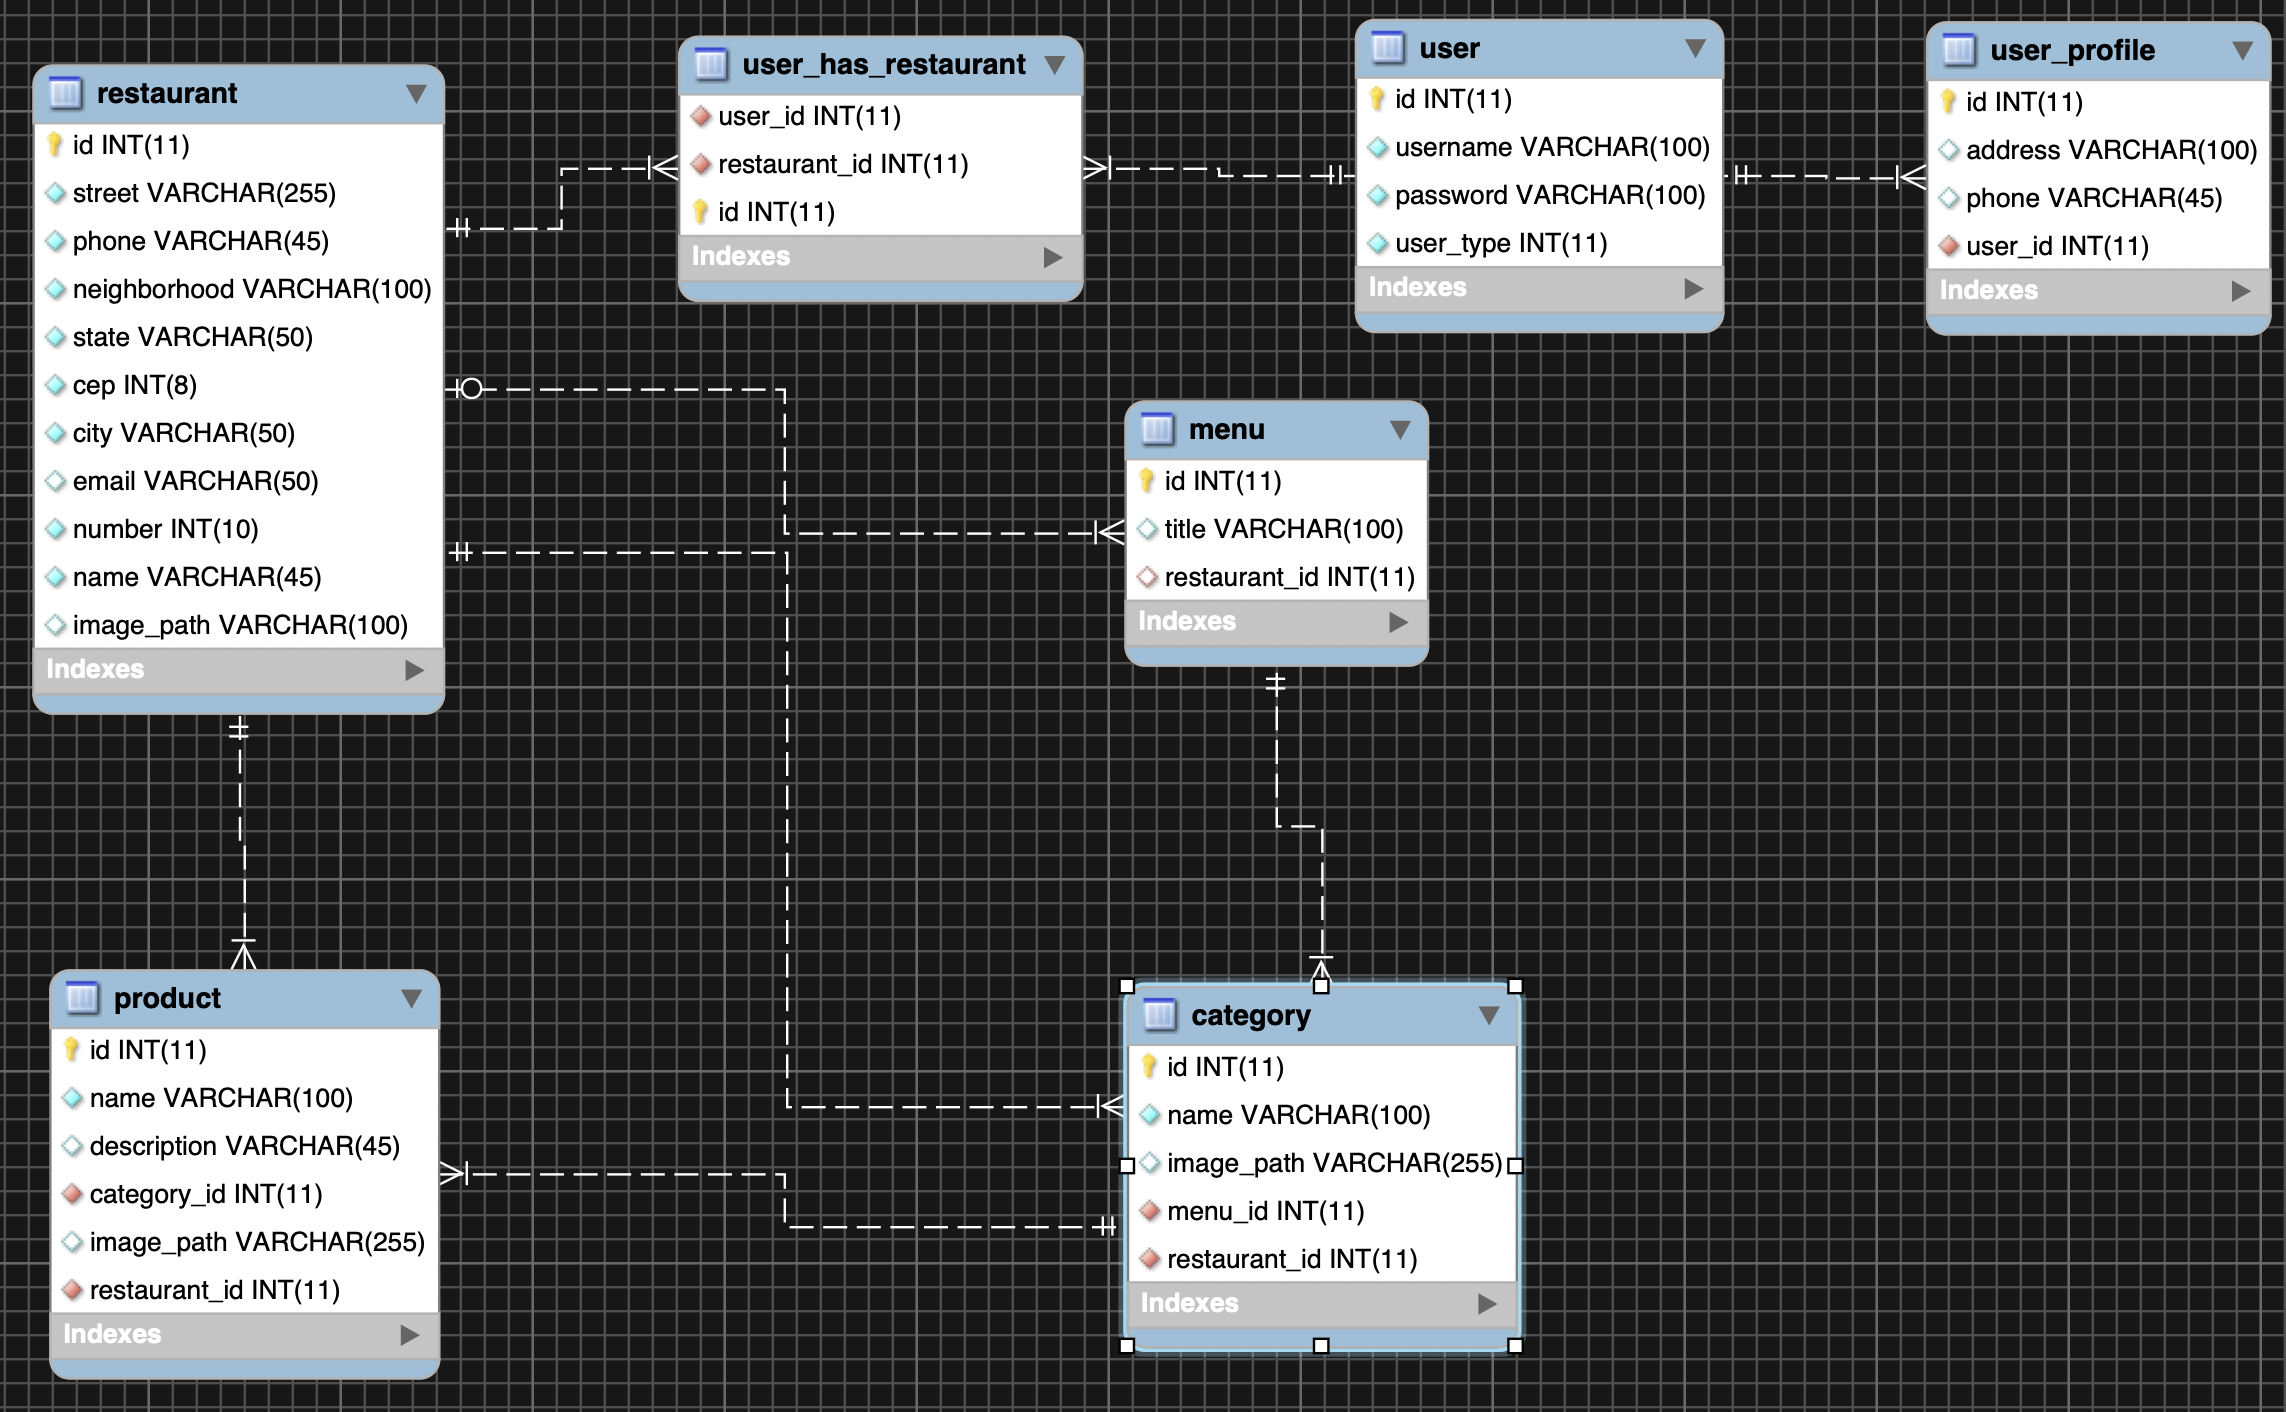 restaurant
id INT(11)
street VARCHAR(255)
phone VARCHAR(45)
neighborhood VARCHAR(100)
state VARCHAR(50)
cep INT(8)
city VARCHAR(50)
email VARCHAR(50)
number INT(10)
name VARCHAR(45)
image_path VARCHAR(100)
Indexes
user_has_restaurant
user_id INT(11)
restaurant_id INT(11)
id INT(11)
Indexes
user
id INT(11)
username VARCHAR(100)
password VARCHAR(100)
user_type INT(11)
Indexes
user_profile
id INT(11)
address VARCHAR(100)
phone VARCHAR(45)
user_id INT(11)
Indexes
menu
id INT(11)
title VARCHAR(100)
restaurant_id INT(11)
Indexes
product
id INT(11)
name VARCHAR(100)
description VARCHAR(45)
category_id INT(11)
image_path VARCHAR(255)
restaurant_id INT(11)
Indexes
category
id INT(11)
name VARCHAR(100)
image_path VARCHAR(255)
menu_id INT(11)
restaurant_id INT(11)
Indexes